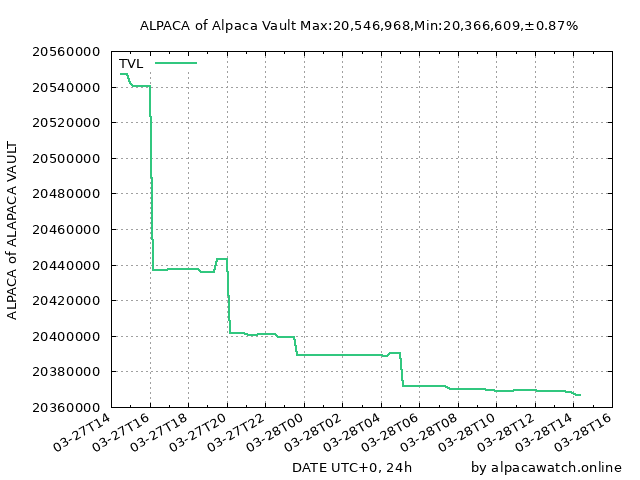 ALPACA of Alpaca Vault Max:20,546,968,Min:20,366,609,±0.87%
TVL
ALPACA of ALAPACA VAULT
20560000
20540000
20520000
20500000
20480000
20460000
20440000
20420000
20400000
20380000
20360000
03-27T14
03-27T16
03-27T18
03-27T20
03-27T22
03-28T00
03-28T02
03-28T04
03-28T06
03-28T08
03-28T10
03-28T12
03-28T14
03-28T16
DATE UTC+0, 24h
by alpacawatch.online